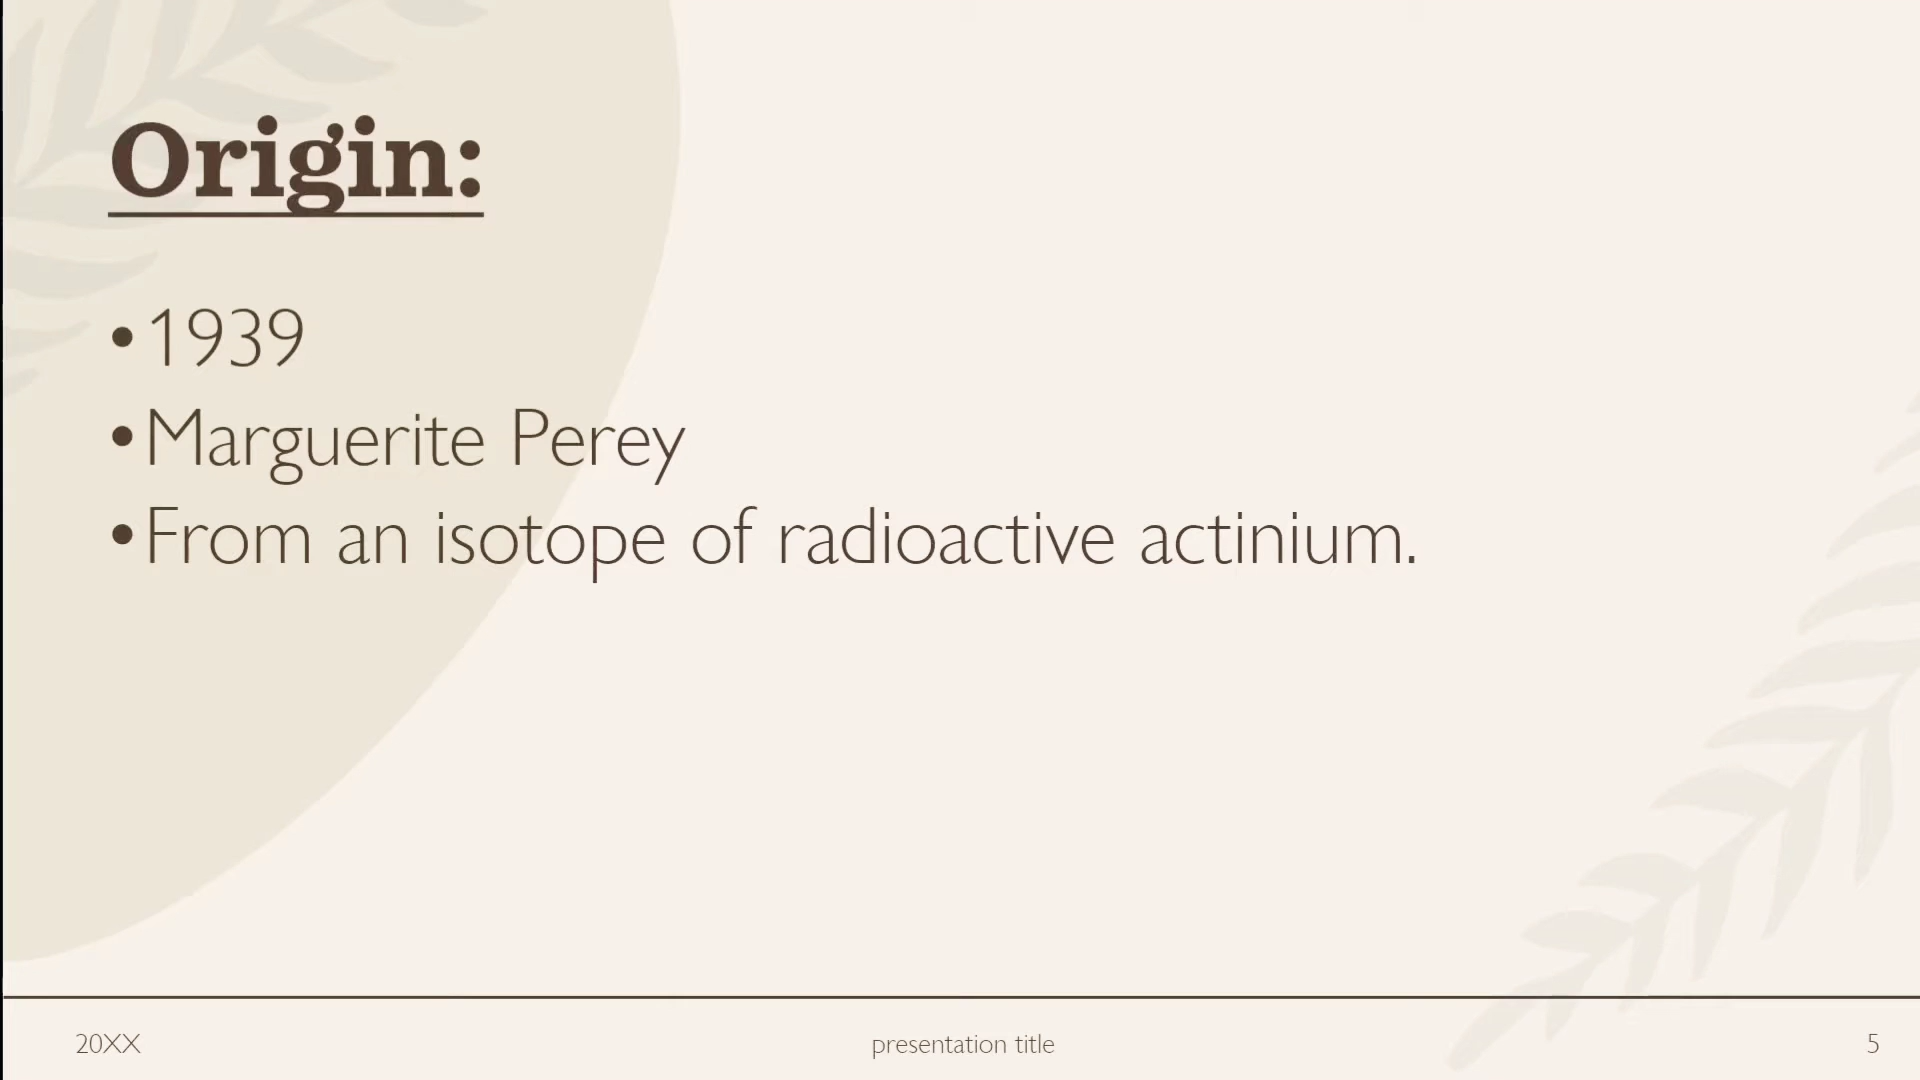 Origin:
•1939
•Marguerite Perey
•From an isotope of radioactive actinium.
20XX
presentation title
5